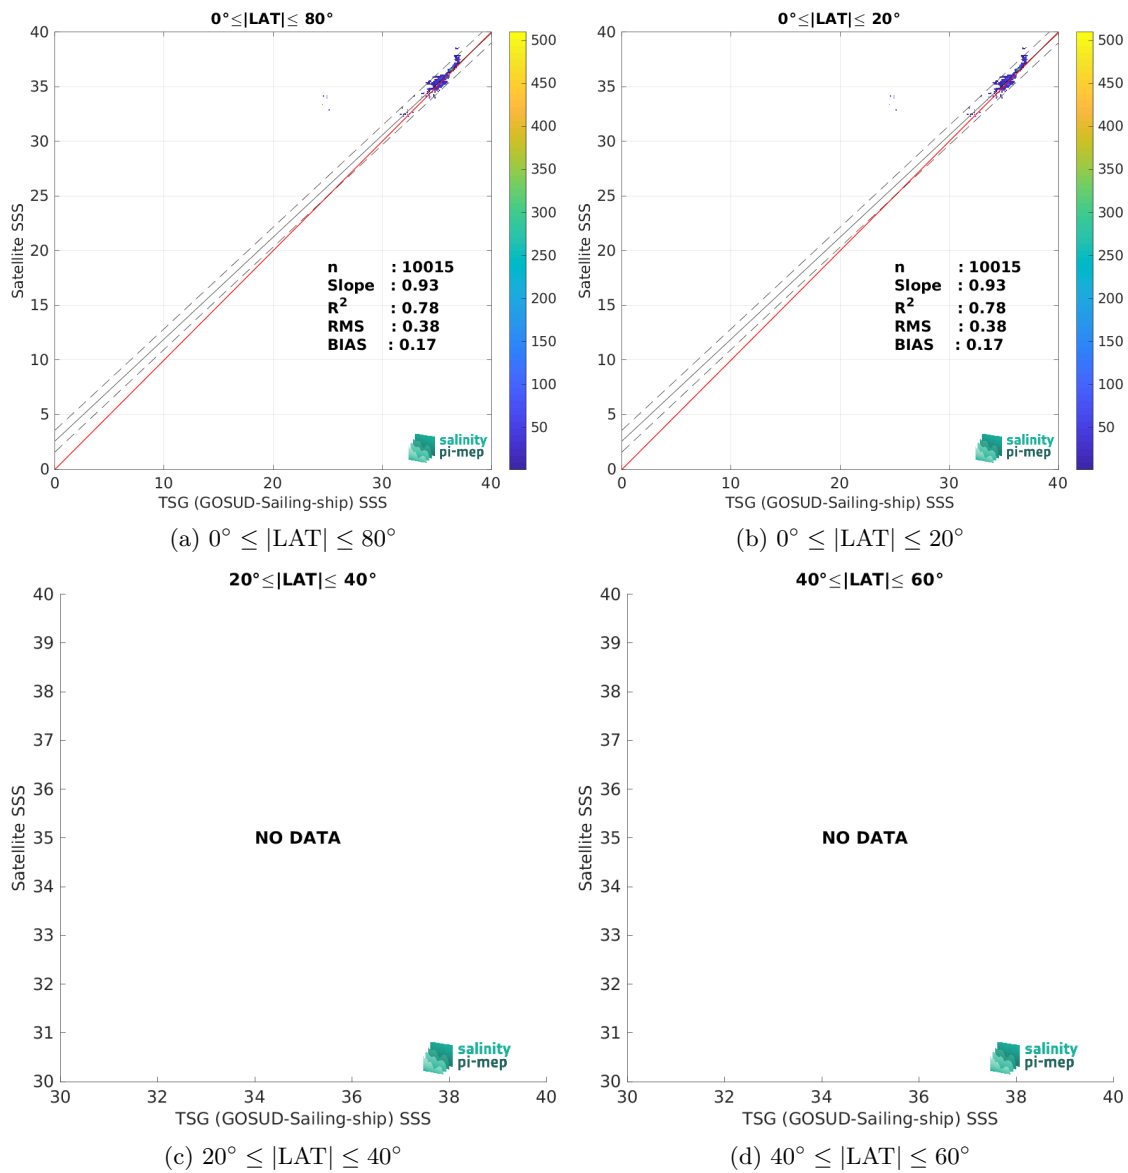 0°≤|LAT|≤ 80°
40
35
30
25
20
15
10
5
0
Satellite SSS
0
10
20
30
40
TSG (GOSUD-Sailing-ship) SSS
500
450
400
350
300
250
200
150
100
50
n : 10015
Slope : 0.93
R² : 0.78
RMS : 0.38
BIAS : 0.17
salinity
pi-mep
(a) 0° ≤ |LAT| ≤ 80°
0°≤|LAT|≤ 20°
40
35
30
25
20
15
10
5
0
Satellite SSS
0
10
20
30
40
TSG (GOSUD-Sailing-ship) SSS
500
450
400
350
300
250
200
150
100
50
n : 10015
Slope : 0.93
R² : 0.78
RMS : 0.38
BIAS : 0.17
salinity
pi-mep
(b) 0° ≤ |LAT| ≤ 20°
20°≤|LAT|≤ 40°
40
39
38
37
36
35
34
33
32
31
30
Satellite SSS
NO DATA
salinity
pi-mep
30
32
34
36
38
40
TSG (GOSUD-Sailing-ship) SSS
(c) 20° ≤ |LAT| ≤ 40°
40°≤|LAT|≤ 60°
40
39
38
37
36
35
34
33
32
31
30
Satellite SSS
NO DATA
salinity
pi-mep
30
32
34
36
38
40
TSG (GOSUD-Sailing-ship) SSS
(d) 40° ≤ |LAT| ≤ 60°